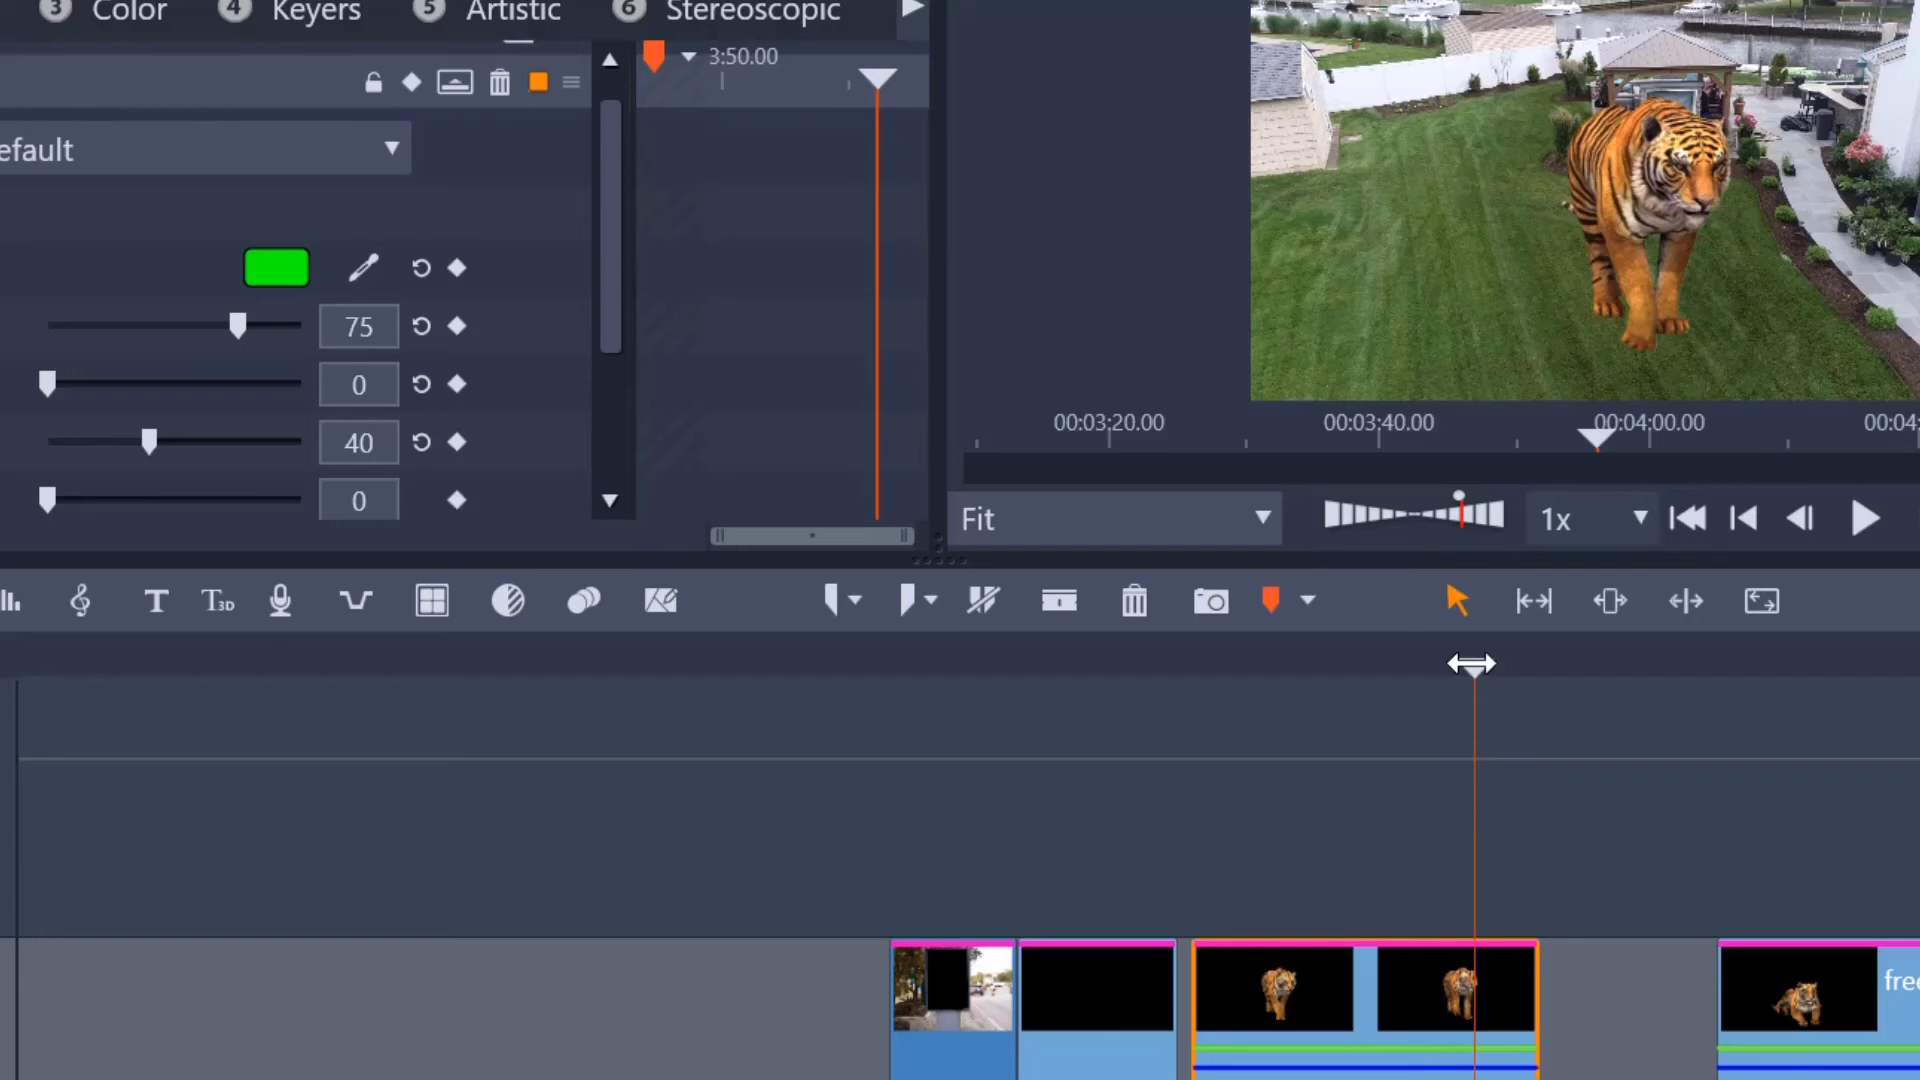 3 Color 4 Keyers 5 Artistic 6 Stereoscopic
3:50.00
efault
75
0
40
0
00:03:20.00 00:03:40.00 00:04:00.00 00:04:
Fit 1x
T T3D
free